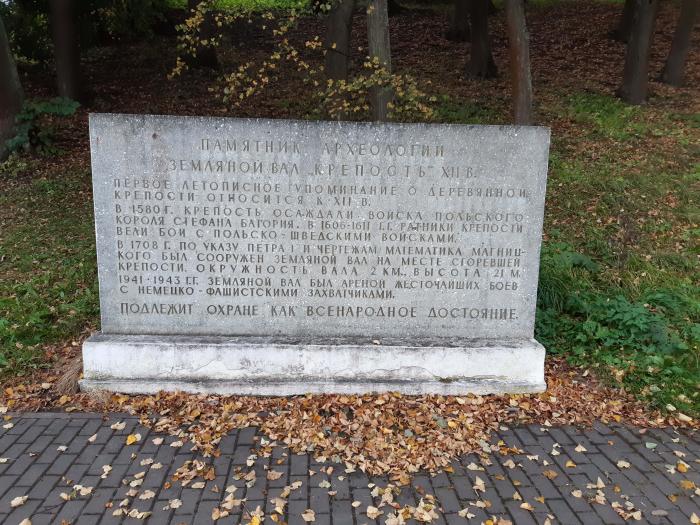 ПАМЯТНИК АРХЕОЛОГИИ
ЗЕМЛЯНОЙ ВАЛ „КРЕПОСТЬ" XII В.
ПЕРВОЕ ЛЕТОПИСНОЕ УПОМИНАНИЕ О ДЕРЕВЯННОЙ
КРЕПОСТИ ОТНОСИТСЯ К XII В.
В 1580 Г. КРЕПОСТЬ ОСАЖДАЛИ ВОЙСКА ПОЛЬСКОГО
КОРОЛЯ СТЕФАНА БАГОРИЯ. В 1606-1611 Г.Г. РАТНИКИ КРЕПОСТИ
ВЕЛИ БОИ С ПОЛЬСКО-ШВЕДСКИМИ ВОЙСКАМИ.
В 1708 Г. ПО УКАЗУ ПЕТРА I И ЧЕРТЕЖАМ МАТЕМАТИКА МАГНИЦ-
КОГО БЫЛ СООРУЖЕН ЗЕМЛЯНОЙ ВАЛ НА МЕСТЕ СГОРЕВШЕЙ
КРЕПОСТИ. ОКРУЖНОСТЬ ВАЛА 2 КМ., ВЫСОТА 21 М.
1941-1943 Г.Г. ЗЕМЛЯНОЙ ВАЛ БЫЛ АРЕНОЙ ЖЕСТОЧАЙШИХ БОЕВ
С НЕМЕЦКО-ФАШИСТСКИМИ ЗАХВАТЧИКАМИ.
ПОДЛЕЖИТ ОХРАНЕ КАК ВСЕНАРОДНОЕ ДОСТОЯНИЕ.